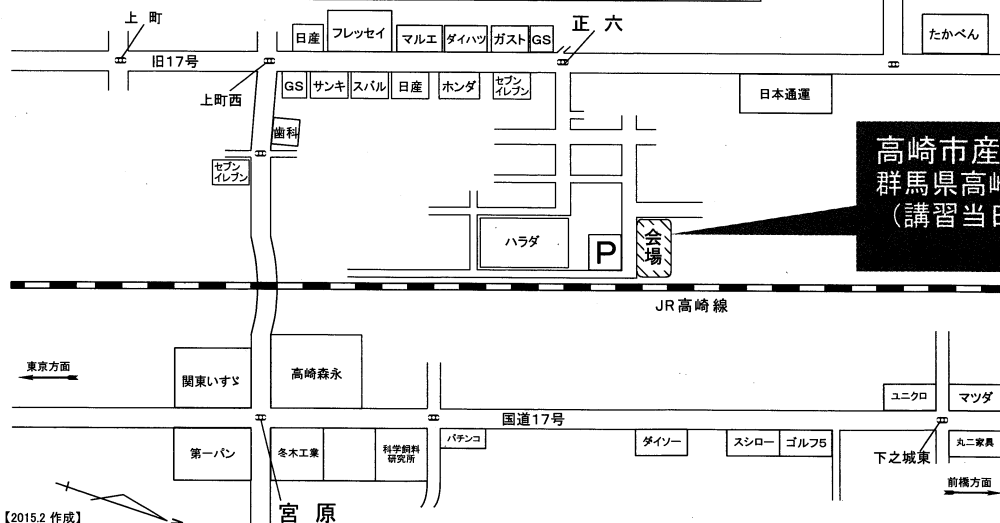 上 町
正 六
日産
フレッセイ
マルエ
ダイハツ
ガスト
GS
たかべん
旧17号
上町西
GS
サンキ
スバル
日産
ホンダ
セブン
イレブン
日本通運
歯科
セブン
イレブン
高崎市産
群馬県高崎
（講習当日
ハラダ
P
会場
JR高崎線
東京方面
関東いすゞ
高崎森永
ユニクロ
マツダ
国道17号
第一パン
冬木工業
科学飼料
研究所
パチンコ
ダイソー
スシロー
ゴルフ5
下之城東
丸二家具
前橋方面
宮 原
【2015.2 作成】